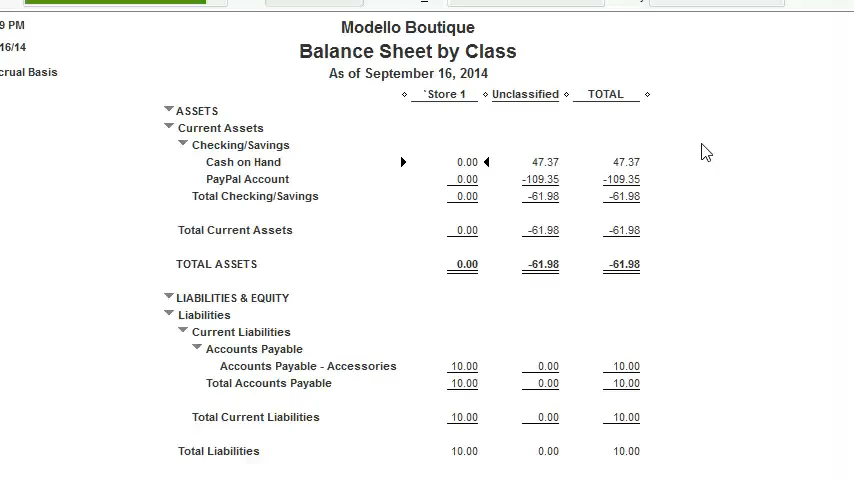 9 PM
Modello Boutique
16/14
Balance Sheet by Class
crual Basis
As of September 16, 2014
`Store 1 Unclassified TOTAL
ASSETS
Current Assets
Checking/Savings
Cash on Hand 0.00 47.37 47.37
PayPal Account 0.00 -109.35 -109.35
Total Checking/Savings 0.00 -61.98 -61.98
Total Current Assets 0.00 -61.98 -61.98
TOTAL ASSETS 0.00 -61.98 -61.98
LIABILITIES & EQUITY
Liabilities
Current Liabilities
Accounts Payable
Accounts Payable - Accessories 10.00 0.00 10.00
Total Accounts Payable 10.00 0.00 10.00
Total Current Liabilities 10.00 0.00 10.00
Total Liabilities 10.00 0.00 10.00